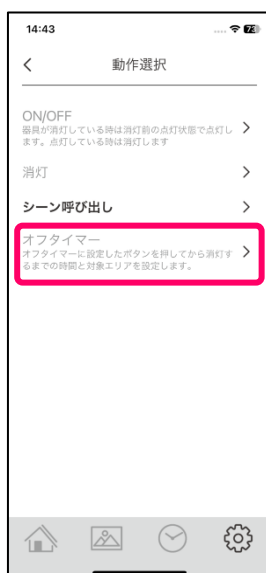 14:43
73
動作選択
ON/OFF
器具が消灯している時は消灯前の点灯状態で点灯し
ます。点灯している時は消灯します
消灯
シーン呼び出し
オフタイマー
オフタイマーに設定したボタンを押してから消灯す
るまでの時間と対象エリアを設定します。